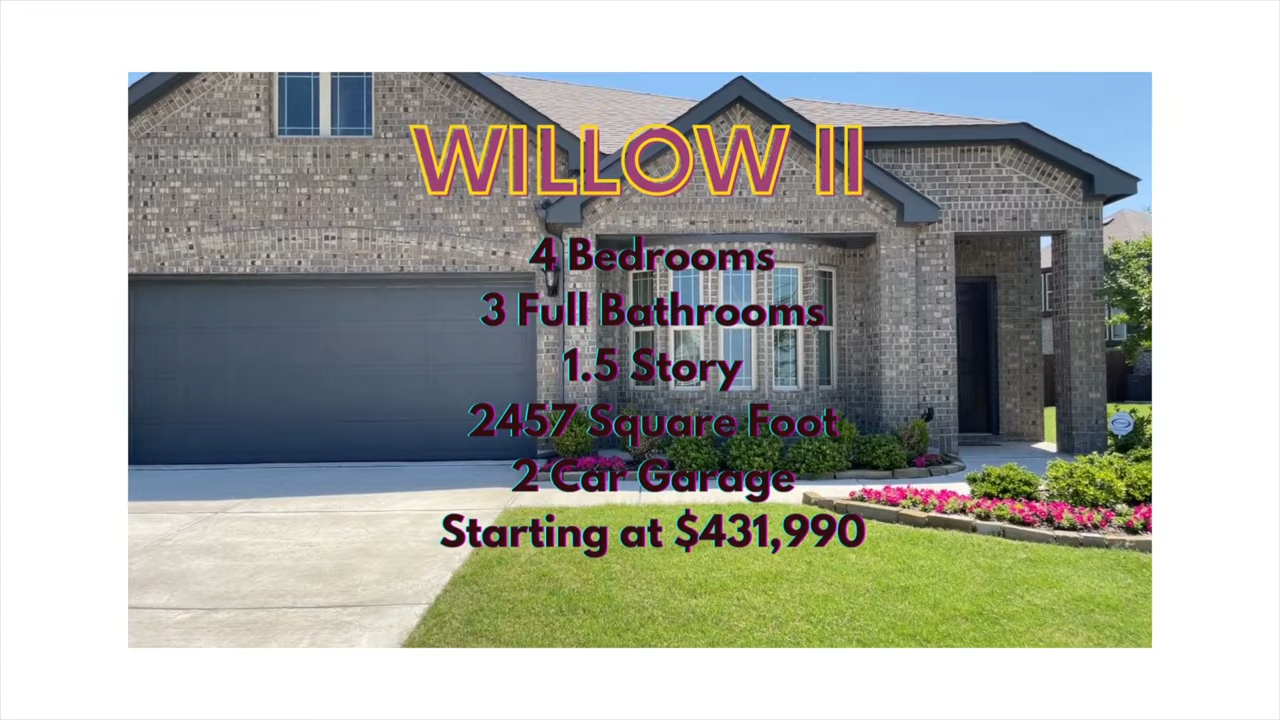 WILLOW II
4 Bedrooms
3 Full Bathrooms
1.5 Story
2457 Square Foot
2 Car Garage
Starting at $431,990